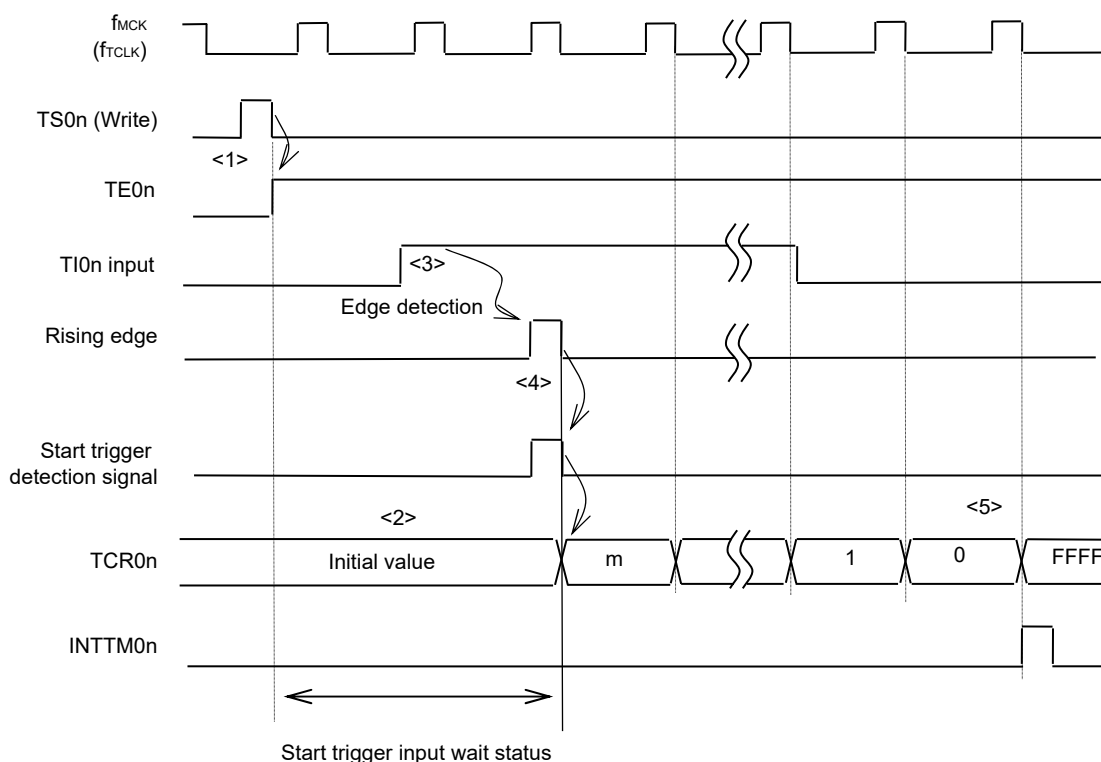 fMCK
(fTCLK)
TS0n (Write)
<1>
TE0n
TI0n input
<3>
Edge detection
Rising edge
<4>
Start trigger
detection signal
<2>
<5>
TCR0n
Initial value
m
1
0
FFFF
INTTM0n
Start trigger input wait status